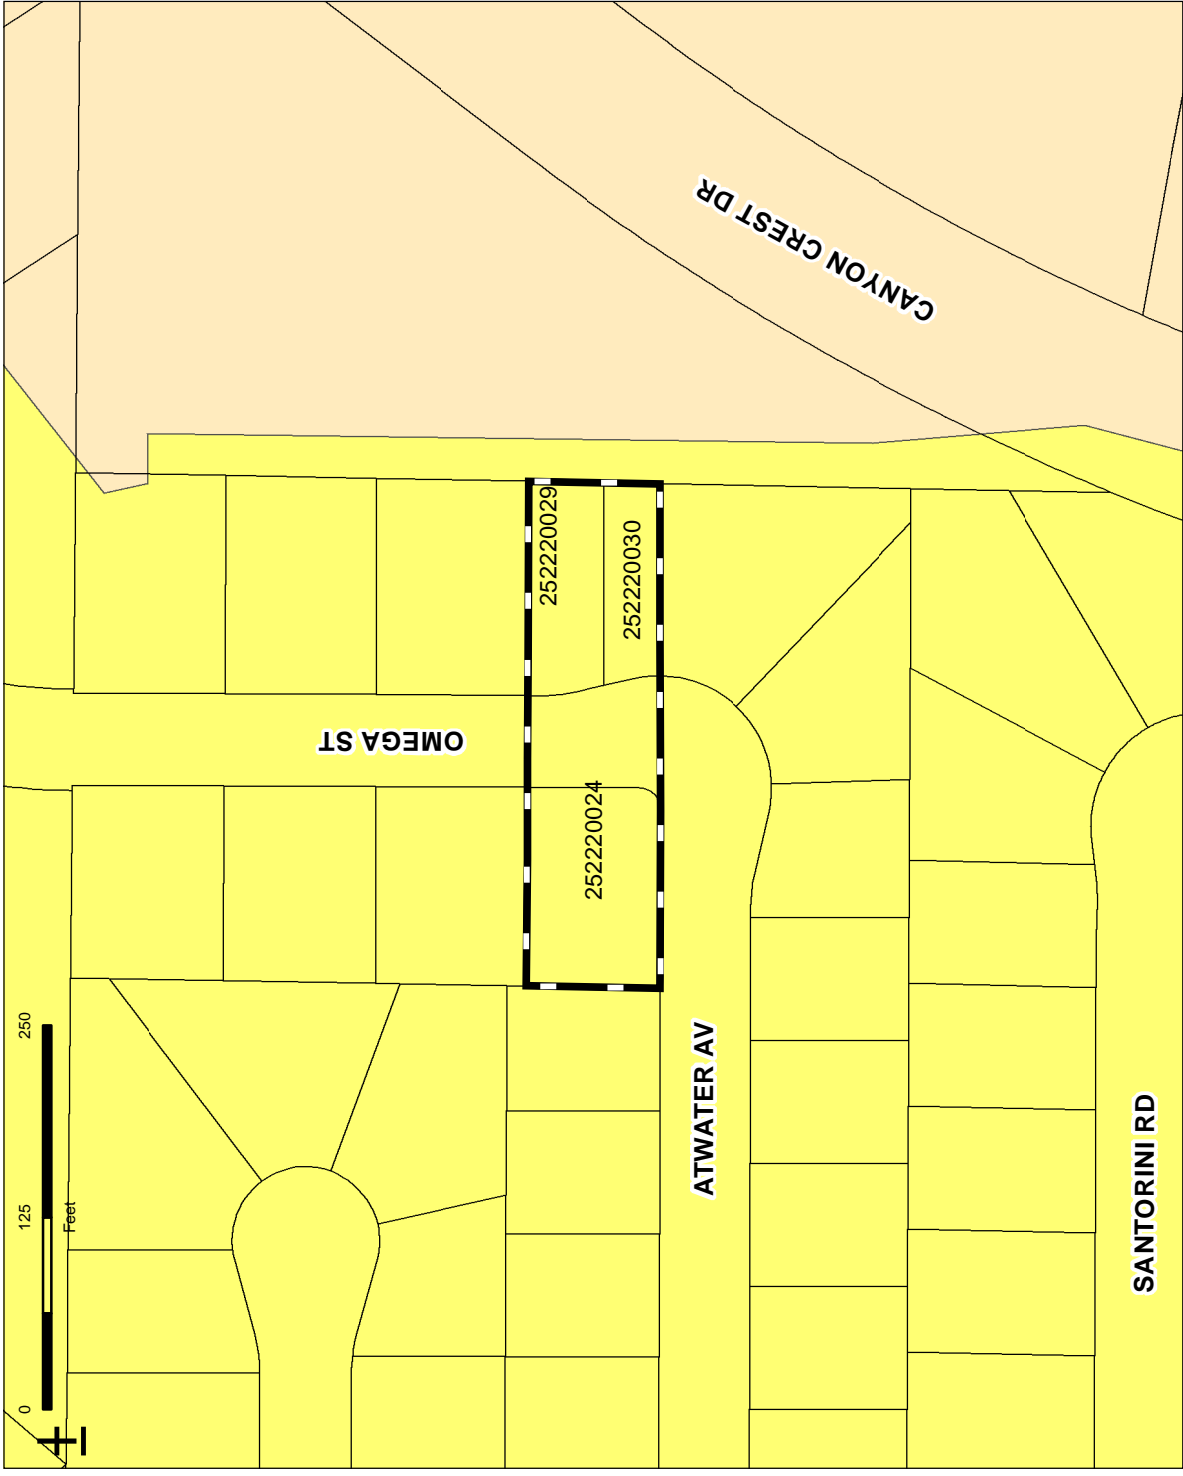 0 125 250
Feet
CANYON CREST DR
OMEGA ST
252220029
252220030
252220024
ATWATER AV
SANTORINI RD